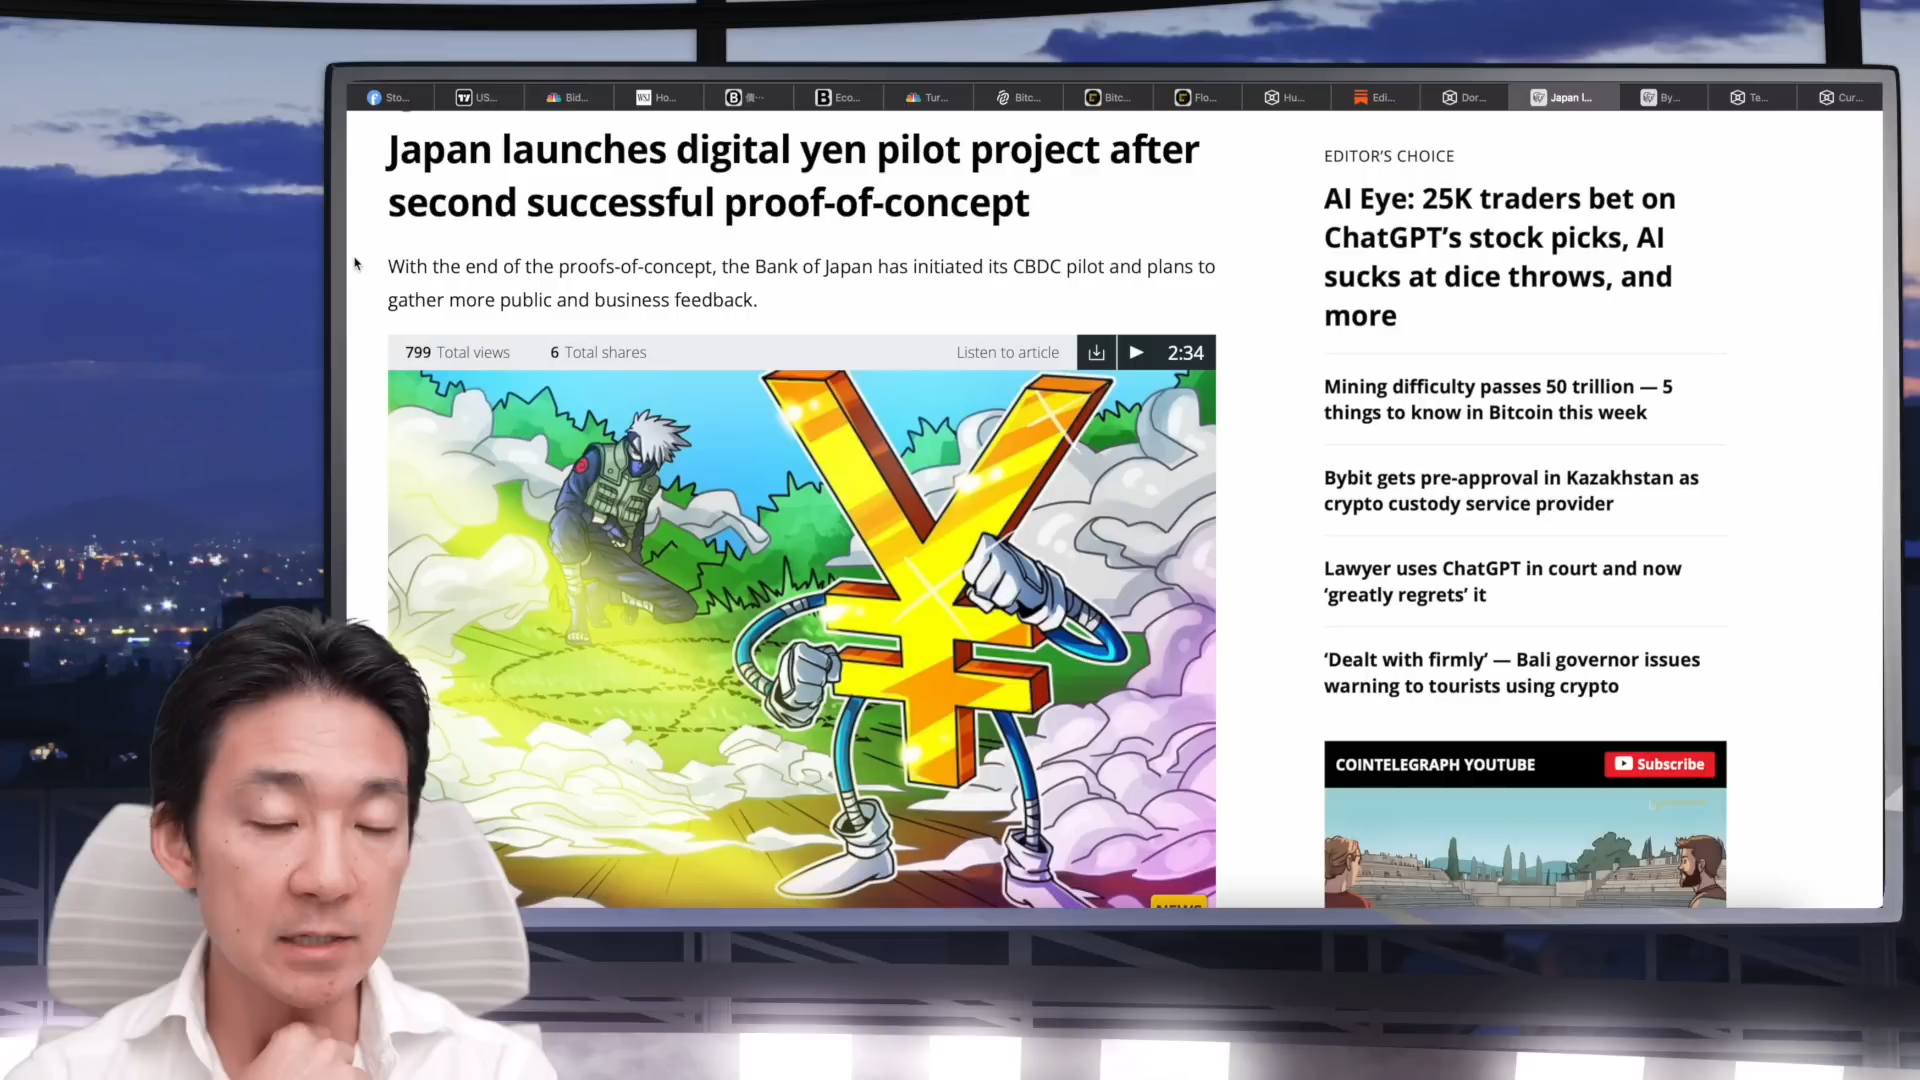 Sto...
US...
Bid...
WSJ Ho...
B 債...
B Eco...
Tur...
Bitc...
Bitc...
Flo...
Hu...
Edi...
Dor...
Japan l...
By...
Te...
Cur...
Japan launches digital yen pilot project after
second successful proof-of-concept
With the end of the proofs-of-concept, the Bank of Japan has initiated its CBDC pilot and plans to
gather more public and business feedback.
799 Total views 6 Total shares Listen to article 2:34
NEWS
EDITOR'S CHOICE
AI Eye: 25K traders bet on
ChatGPT's stock picks, AI
sucks at dice throws, and
more
Mining difficulty passes 50 trillion — 5
things to know in Bitcoin this week
Bybit gets pre-approval in Kazakhstan as
crypto custody service provider
Lawyer uses ChatGPT in court and now
‘greatly regrets’ it
‘Dealt with firmly’ — Bali governor issues
warning to tourists using crypto
COINTELEGRAPH YOUTUBE Subscribe